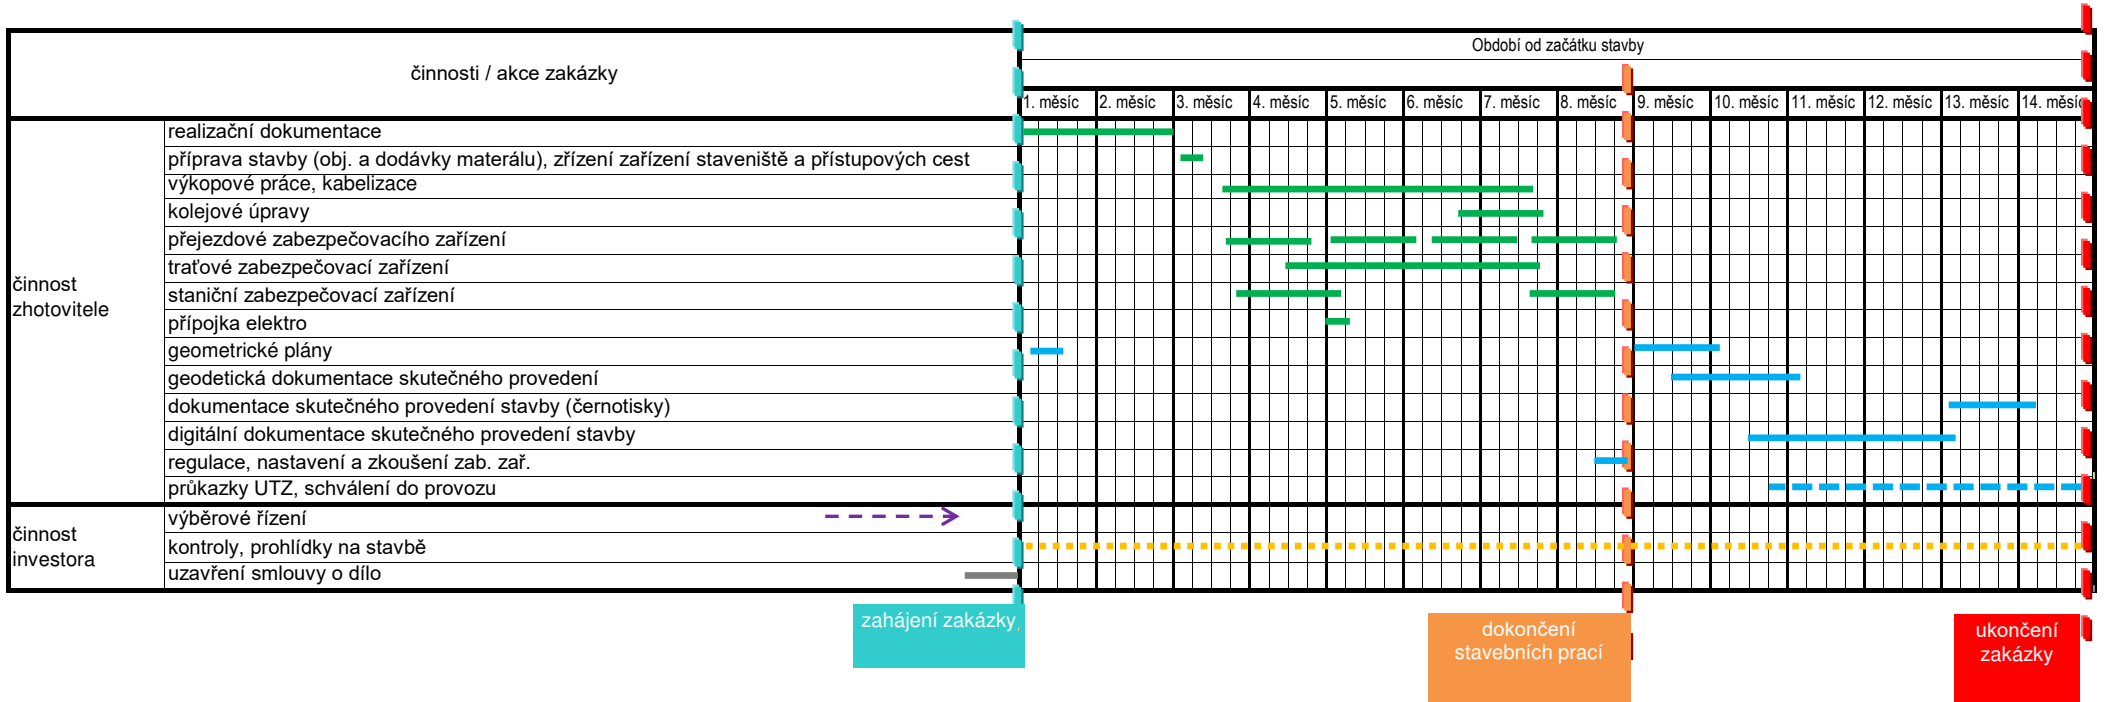 Období od začátku stavby
činnosti / akce zakázky
1. měsíc 2. měsíc 3. měsíc 4. měsíc 5. měsíc 6. měsíc 7. měsíc 8. měsíc 9. měsíc 10. měsíc 11. měsíc 12. měsíc 13. měsíc 14. měsíc
činnost
zhotovitele
realizační dokumentace
příprava stavby (obj. a dodávky materálu), zřízení zařízení staveniště a přístupových cest
výkopové práce, kabelizace
kolejové úpravy
přejezdové zabezpečovacího zařízení
traťové zabezpečovací zařízení
staniční zabezpečovací zařízení
přípojka elektro
geometrické plány
geodetická dokumentace skutečného provedení
dokumentace skutečného provedení stavby (černotisky)
digitální dokumentace skutečného provedení stavby
regulace, nastavení a zkoušení zab. zař.
průkazky UTZ, schválení do provozu
činnost
investora
výběrové řízení
kontroly, prohlídky na stavbě
uzavření smlouvy o dílo
zahájení zakázky
dokončení
stavebních prací
ukončení
zakázky